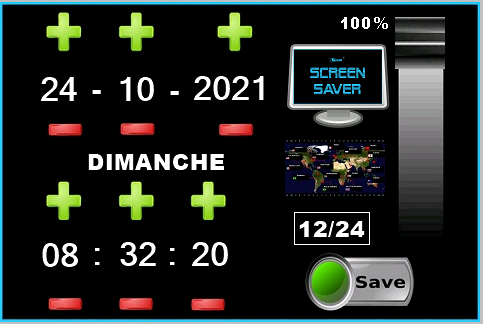 100%
SCREEN
SAVER
24 - 10 - 2021
DIMANCHE
12/24
08 : 32 : 20
Save